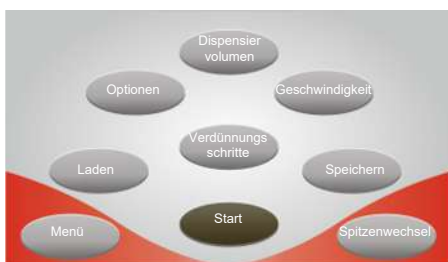 Dispensier
volumen
Optionen
Geschwindigkeit
Verdünnungs
schritte
Laden
Speichern
Start
Menü
Spitzenwechsel